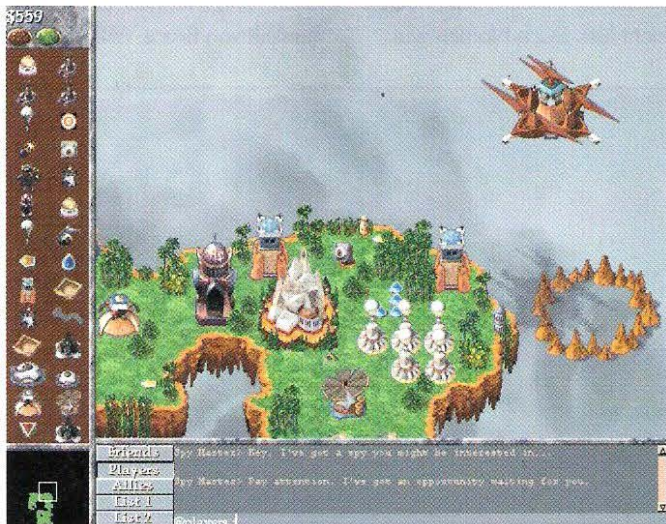 $559
Friends
Players
Allies
List 1
List 2
Spy Master> Hey, I've got a spy you might be interested in...
Spy Master> Pay attention. I've got an opportunity waiting for you.
@players